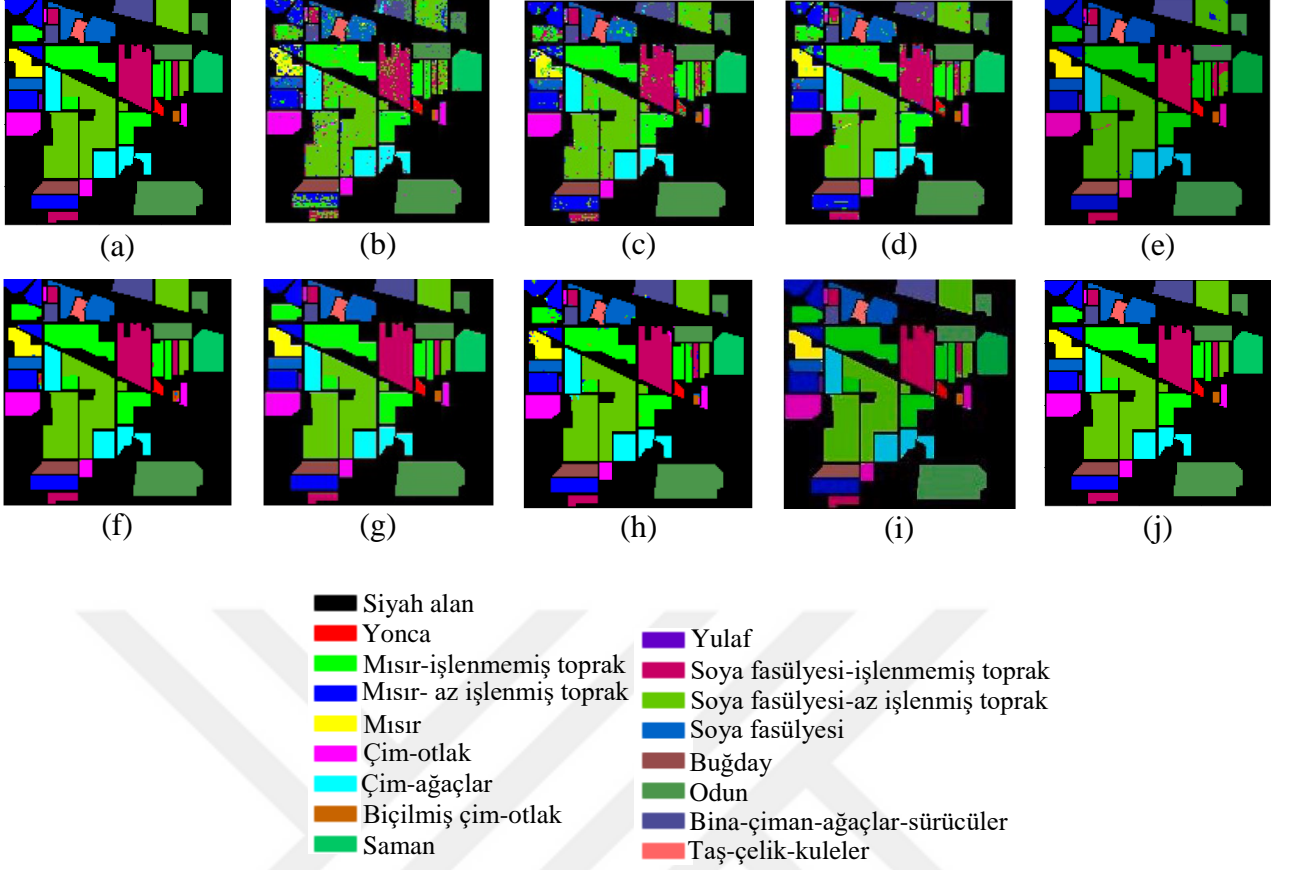 (a) (b) (c) (d) (e)
(f) (g) (h) (i) (j)
Siyah alan
Yonca
Mısır-işlenmemiş toprak
Mısır- az işlenmiş toprak
Mısır
Çim-otlak
Çim-ağaçlar
Biçilmiş çim-otlak
Saman
Yulaf
Soya fasülyesi-işlenmemiş toprak
Soya fasülyesi-az işlenmiş toprak
Soya fasülyesi
Buğday
Odun
Bina-çiman-ağaçlar-sürücüler
Taş-çelik-kuleler